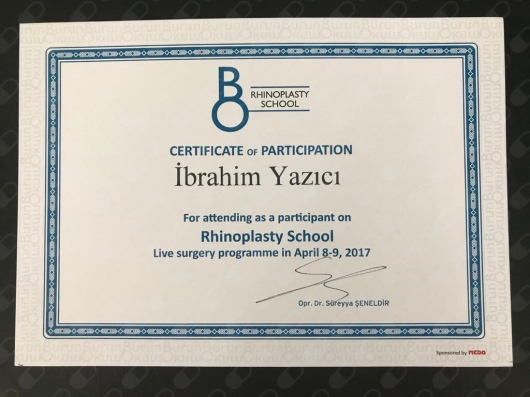 BO
RHINOPLASTY
SCHOOL
CERTIFICATE OF PARTICIPATION
İbrahim Yazıcı
For attending as a participant on
Rhinoplasty School
Live surgery programme in April 8-9, 2017
Opr. Dr. Süreyya ŞENELDİR
Sponsored by